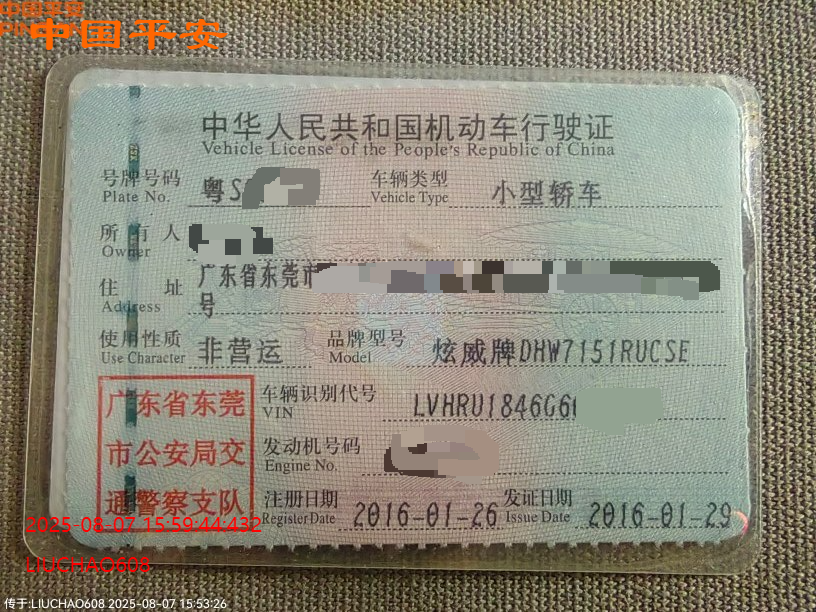 中国平安
中国平安
中华人民共和国机动车行驶证
Vehicle License of the People's Republic of China
号牌号码 粤S 车辆类型 小型轿车
Plate No. Vehicle Type
所有人
Owner
住址 广东省东莞市
Address 号
使用性质 非营运 品牌型号 炫威牌DHW7151RUCSE
Use Character Model
广东省东莞 车辆识别代号 LVHRU1846G6
VIN
市公安局交 发动机号码
Engine No.
通警察支队 注册日期 2016-01-26 发证日期 2016-01-29
Register Date Issue Date
2025-08-07 15:59:44:432
LIUCHAO608
传于:LIUCHAO608 2025-08-07 15:53:26